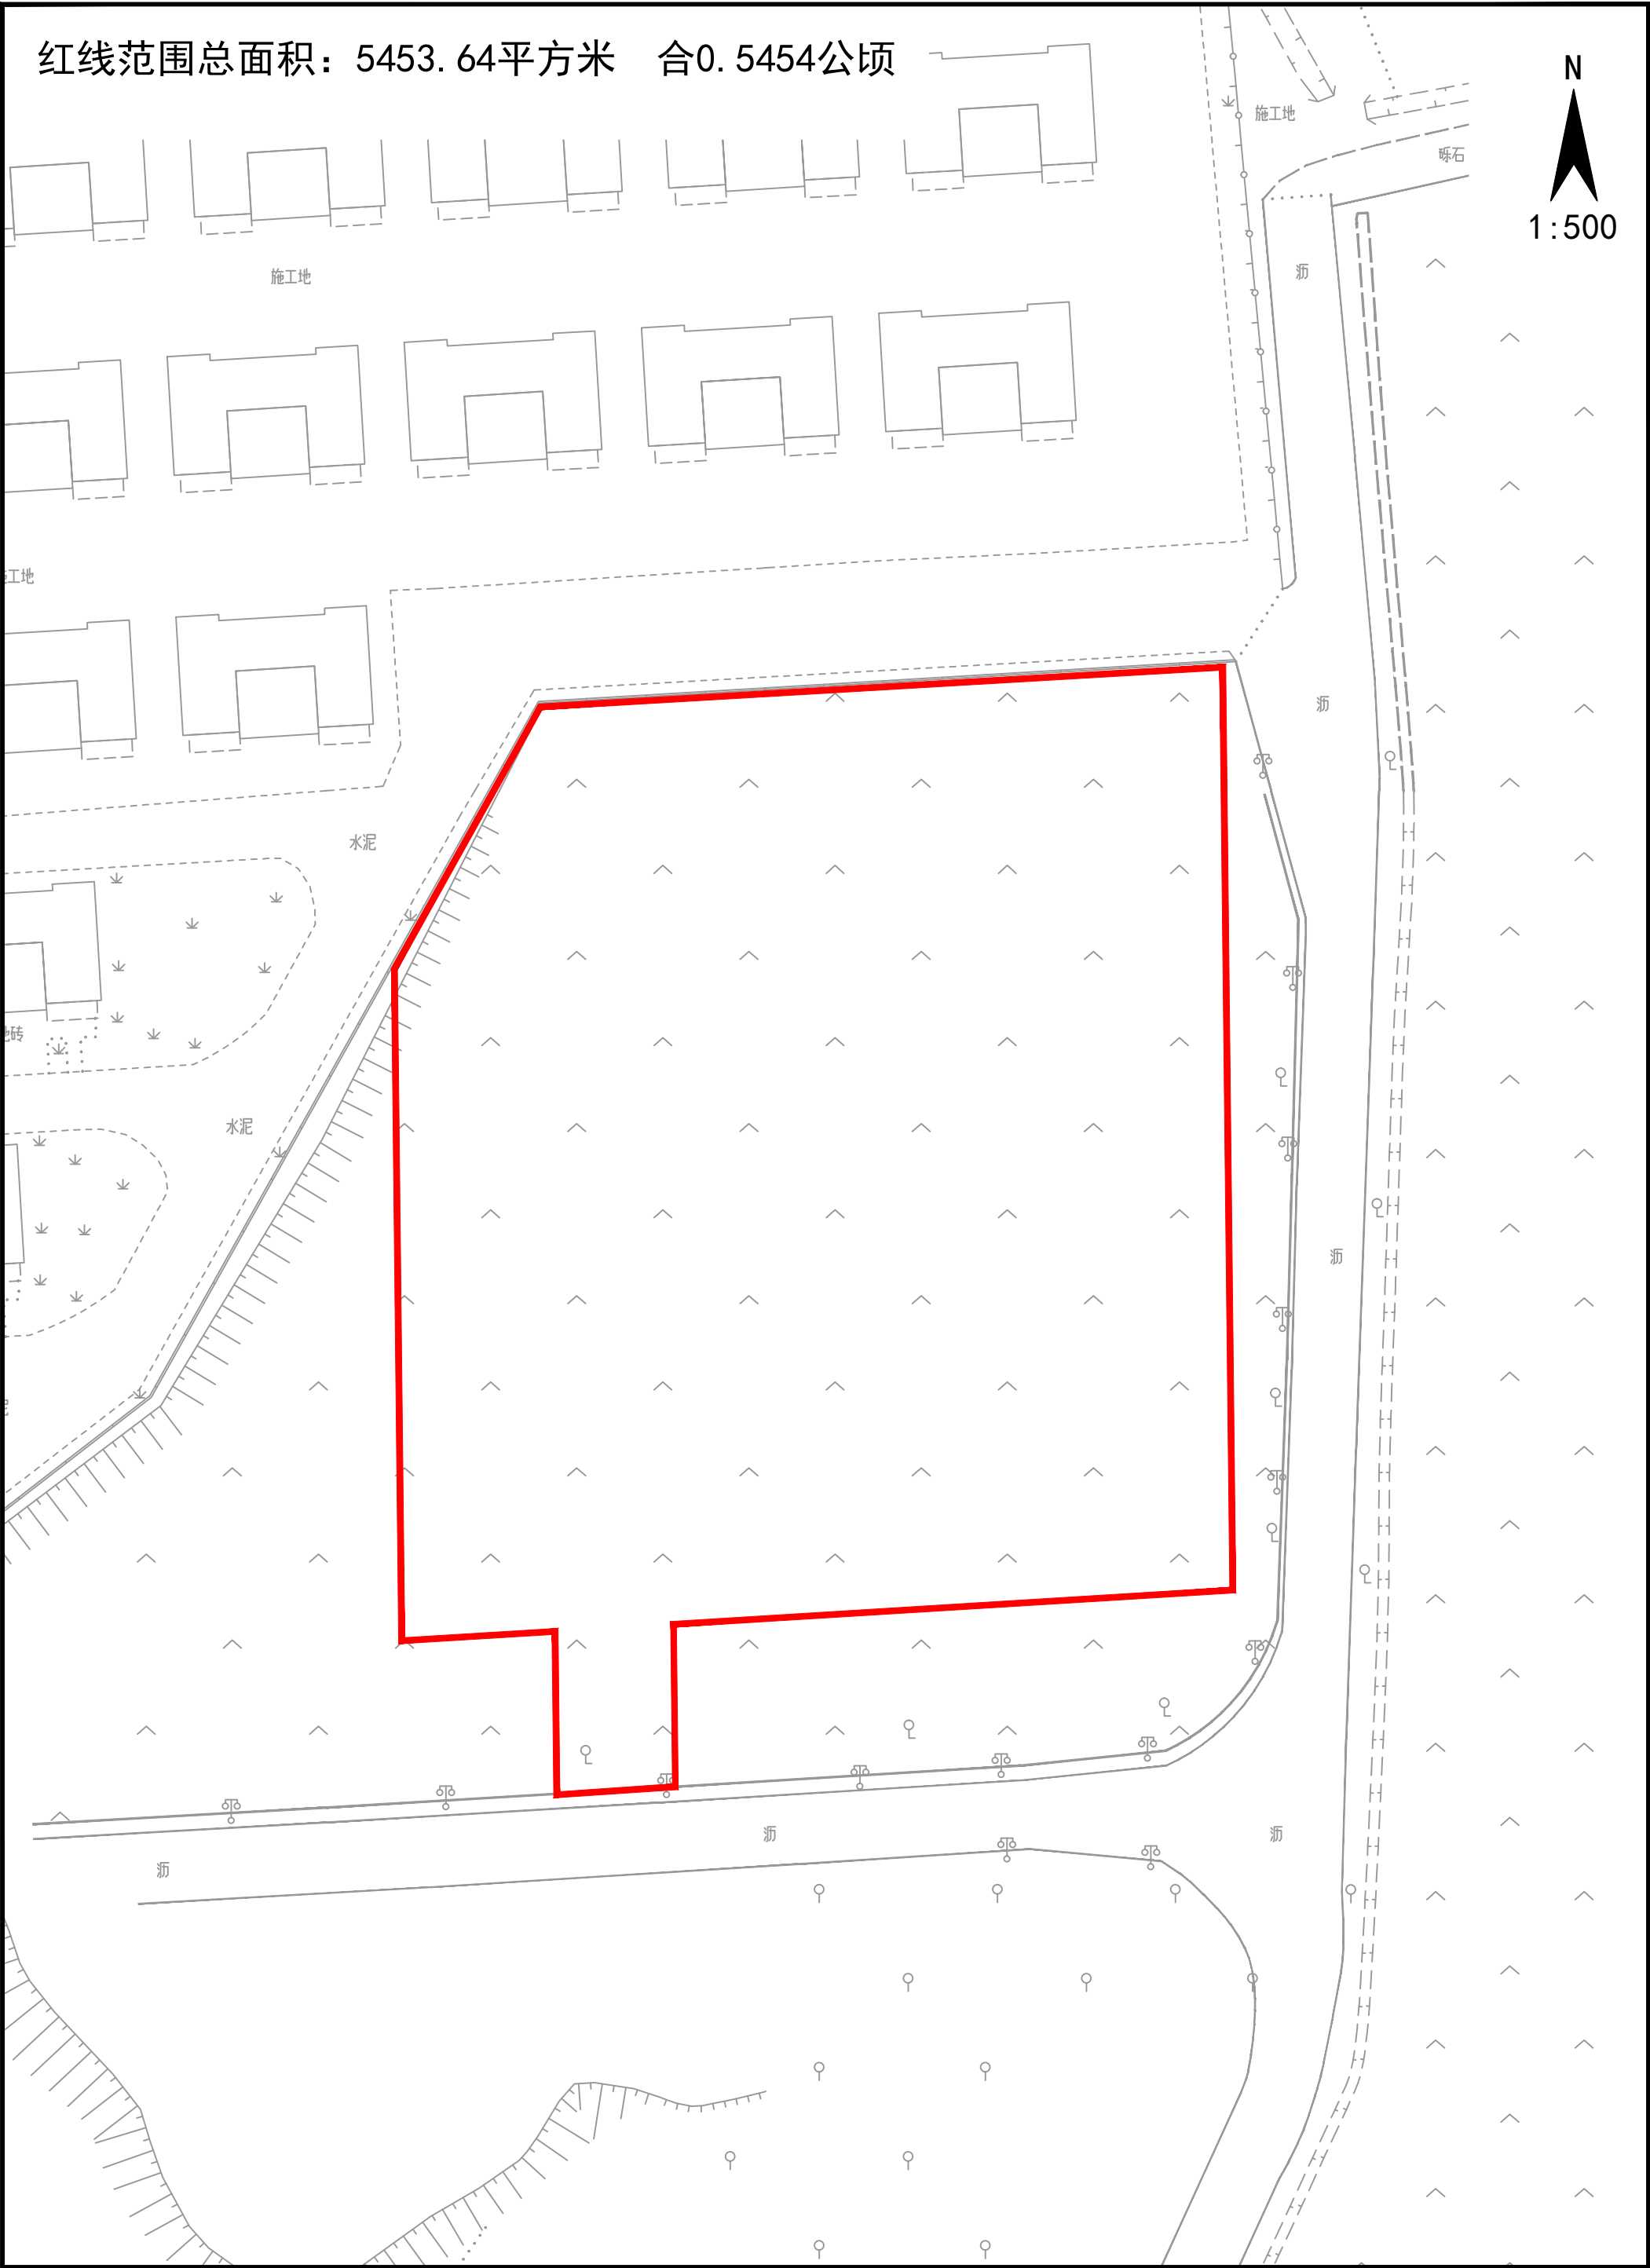 红线范围总面积：5453.64平方米　合0.5454公顷
N
1:500
施工地
砾石
沥
施工地
工地
沥
水泥
砖
水泥
沥
沥
沥
沥